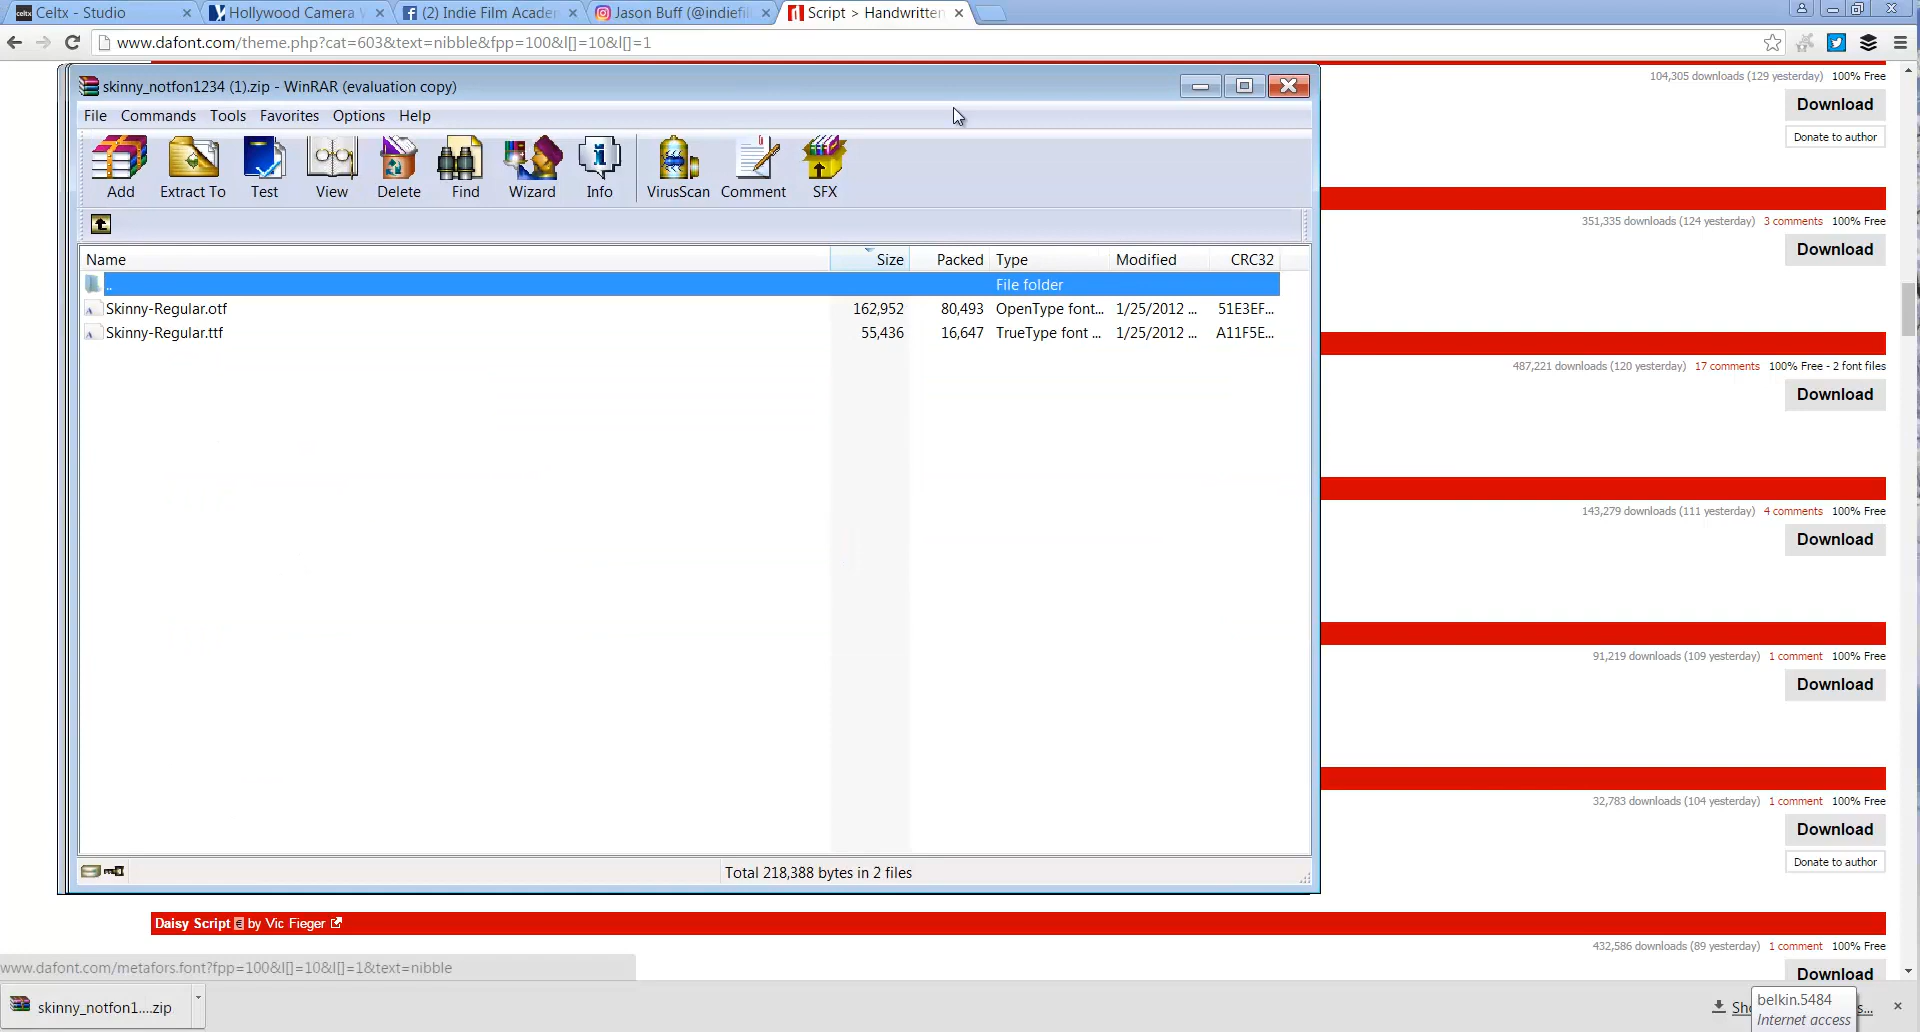 Celtx - Studio
Hollywood Camera W
(2) Indie Film Acade
Jason Buff (@indiefil
Script > Handwritten
www.dafont.com/theme.php?cat=603&text=nibble&fpp=100&l[]=10&l[]=1
skinny_notfon1234 (1).zip - WinRAR (evaluation copy)
File Commands Tools Favorites Options Help
Add Extract To Test View Delete Find Wizard Info VirusScan Comment SFX
Name Size Packed Type Modified CRC32
.. File folder
Skinny-Regular.otf 162,952 80,493 OpenType font... 1/25/2012 ... 51E3EF...
Skinny-Regular.ttf 55,436 16,647 TrueType font ... 1/25/2012 ... A11F5E...
Total 218,388 bytes in 2 files
104,305 downloads (129 yesterday) 100% Free
Download
Donate to author
351,335 downloads (124 yesterday) 3 comments 100% Free
Download
487,221 downloads (120 yesterday) 17 comments 100% Free - 2 font files
Download
143,279 downloads (111 yesterday) 4 comments 100% Free
Download
91,219 downloads (109 yesterday) 1 comment 100% Free
Download
32,783 downloads (104 yesterday) 1 comment 100% Free
Download
Donate to author
Daisy Script € by Vic Fieger
432,586 downloads (89 yesterday) 1 comment 100% Free
Download
www.dafont.com/metafors.font?fpp=100&l[]=10&l[]=1&text=nibble
skinny_notfon1....zip
belkin.5484
Internet access